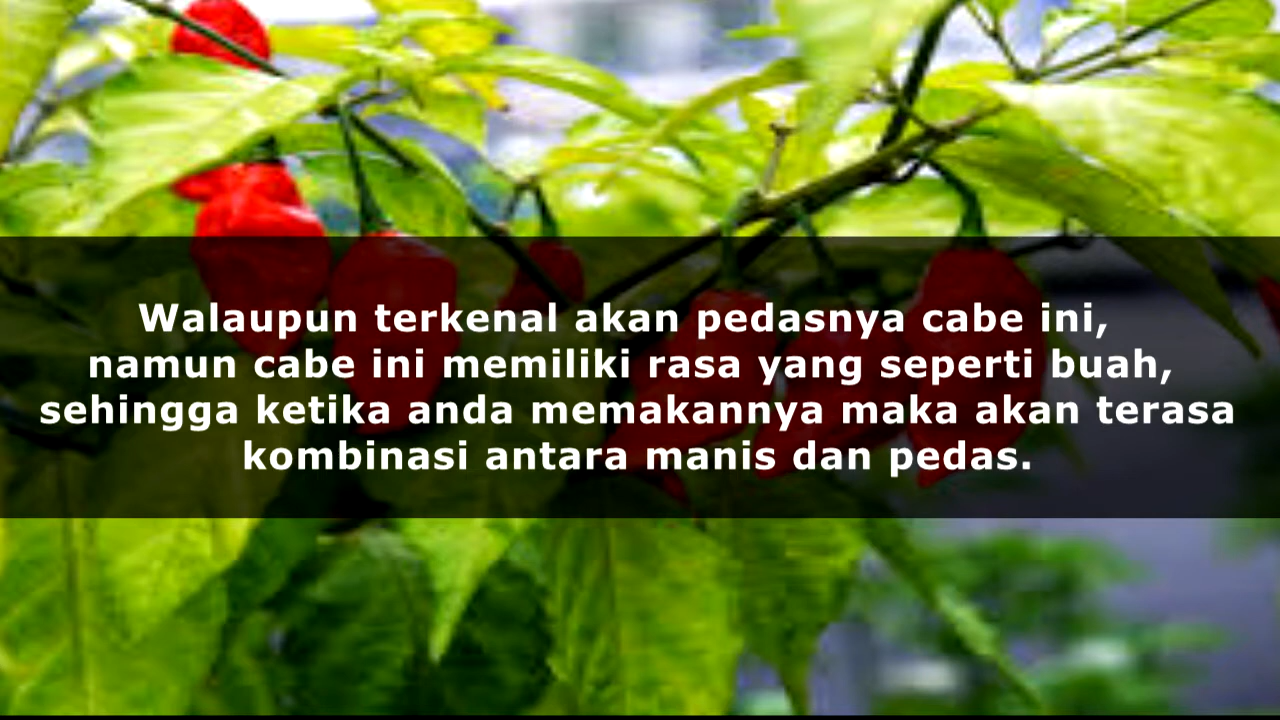 Walaupun terkenal akan pedasnya cabe ini,
namun cabe ini memiliki rasa yang seperti buah,
sehingga ketika anda memakannya maka akan terasa
kombinasi antara manis dan pedas.